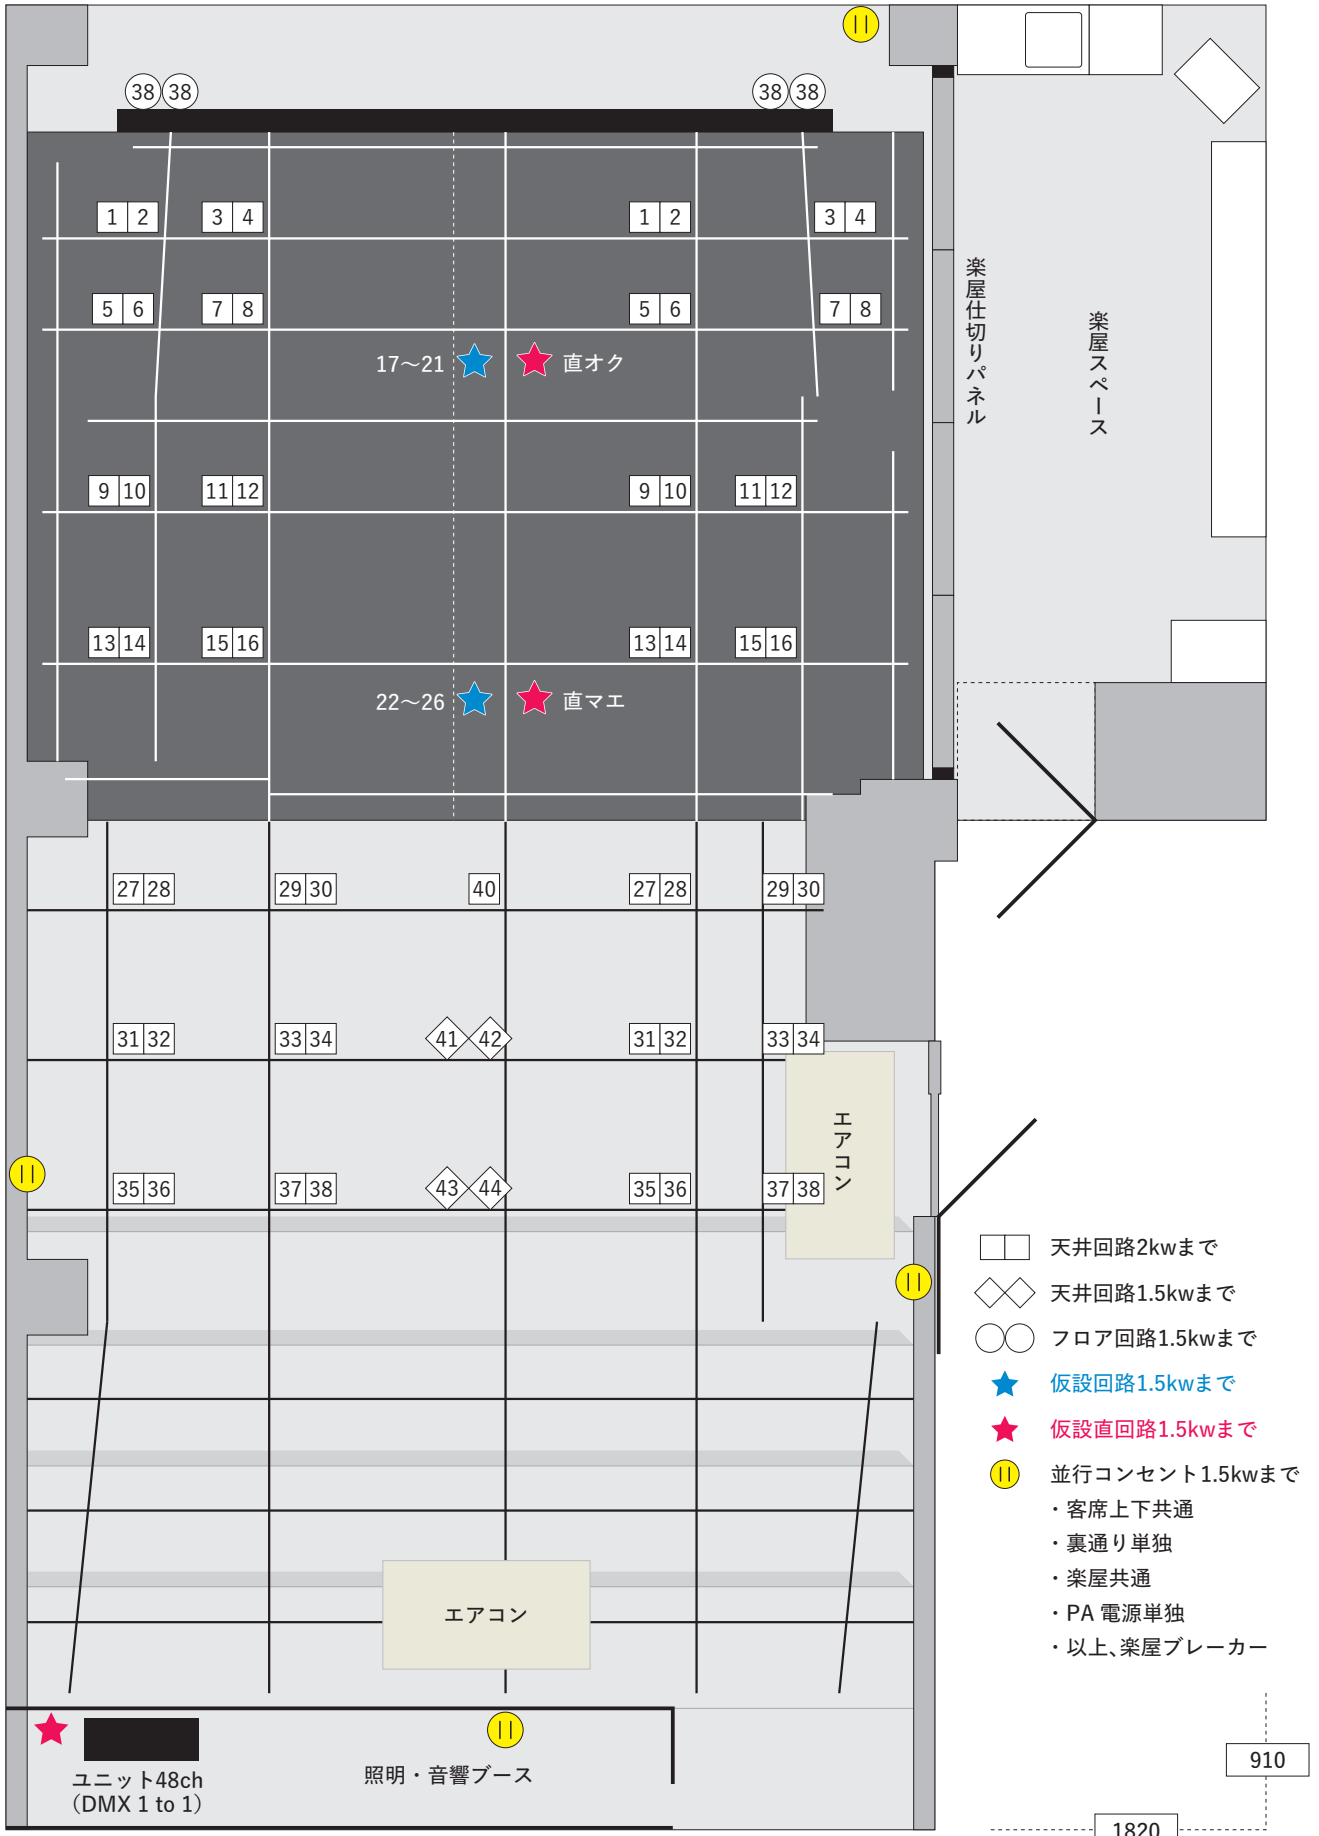 38 38 38 38
1 2 3 4 1 2 3 4
5 6 7 8 5 6 7 8
17〜21 直オク
9 10 11 12 9 10 11 12
13 14 15 16 13 14 15 16
22〜26 直マエ
楽屋仕切りパネル
楽屋スペース
27 28 29 30 40 27 28 29 30
31 32 33 34 41 42 31 32 33 34
エアコン
35 36 37 38 43 44 35 36 37 38
天井回路2kwまで
天井回路1.5kwまで
フロア回路1.5kwまで
仮設回路1.5kwまで
仮設直回路1.5kwまで
並行コンセント1.5kwまで
・客席上下共通
・裏通り単独
・楽屋共通
・PA 電源単独
・以上、楽屋ブレーカー
エアコン
ユニット48ch
(DMX 1 to 1)
照明・音響ブース
910
1820